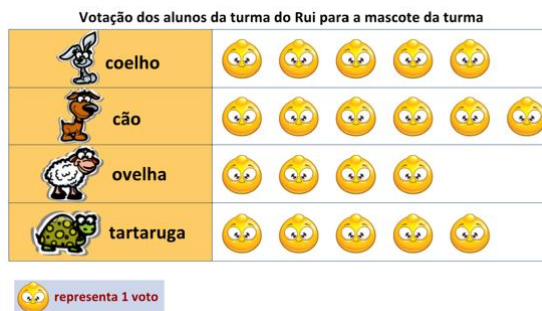 Votação dos alunos da turma do Rui para a mascote da turma
coelho
cão
ovelha
tartaruga
representa 1 voto